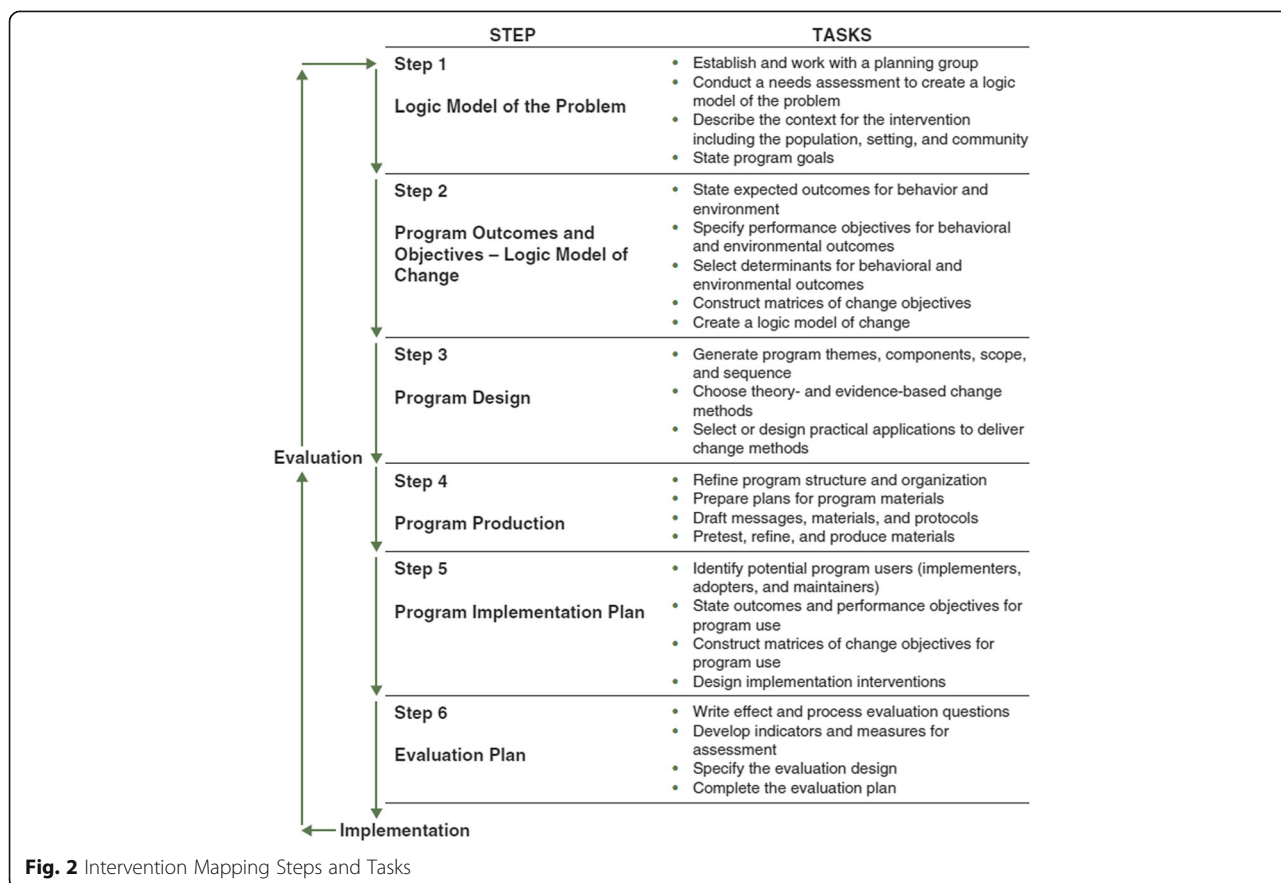 STEP TASKS
Step 1
Logic Model of the Problem
• Establish and work with a planning group
• Conduct a needs assessment to create a logic
model of the problem
• Describe the context for the intervention
including the population, setting, and community
• State program goals
Step 2
Program Outcomes and
Objectives – Logic Model of
Change
• State expected outcomes for behavior and
environment
• Specify performance objectives for behavioral
and environmental outcomes
• Select determinants for behavioral and
environmental outcomes
• Construct matrices of change objectives
• Create a logic model of change
Step 3
Program Design
• Generate program themes, components, scope,
and sequence
• Choose theory- and evidence-based change
methods
• Select or design practical applications to deliver
change methods
Evaluation
Step 4
Program Production
• Refine program structure and organization
• Prepare plans for program materials
• Draft messages, materials, and protocols
• Pretest, refine, and produce materials
Step 5
Program Implementation Plan
• Identify potential program users (implementers,
adopters, and maintainers)
• State outcomes and performance objectives for
program use
• Construct matrices of change objectives for
program use
• Design implementation interventions
Step 6
Evaluation Plan
• Write effect and process evaluation questions
• Develop indicators and measures for
assessment
• Specify the evaluation design
• Complete the evaluation plan
Implementation
Fig. 2 Intervention Mapping Steps and Tasks